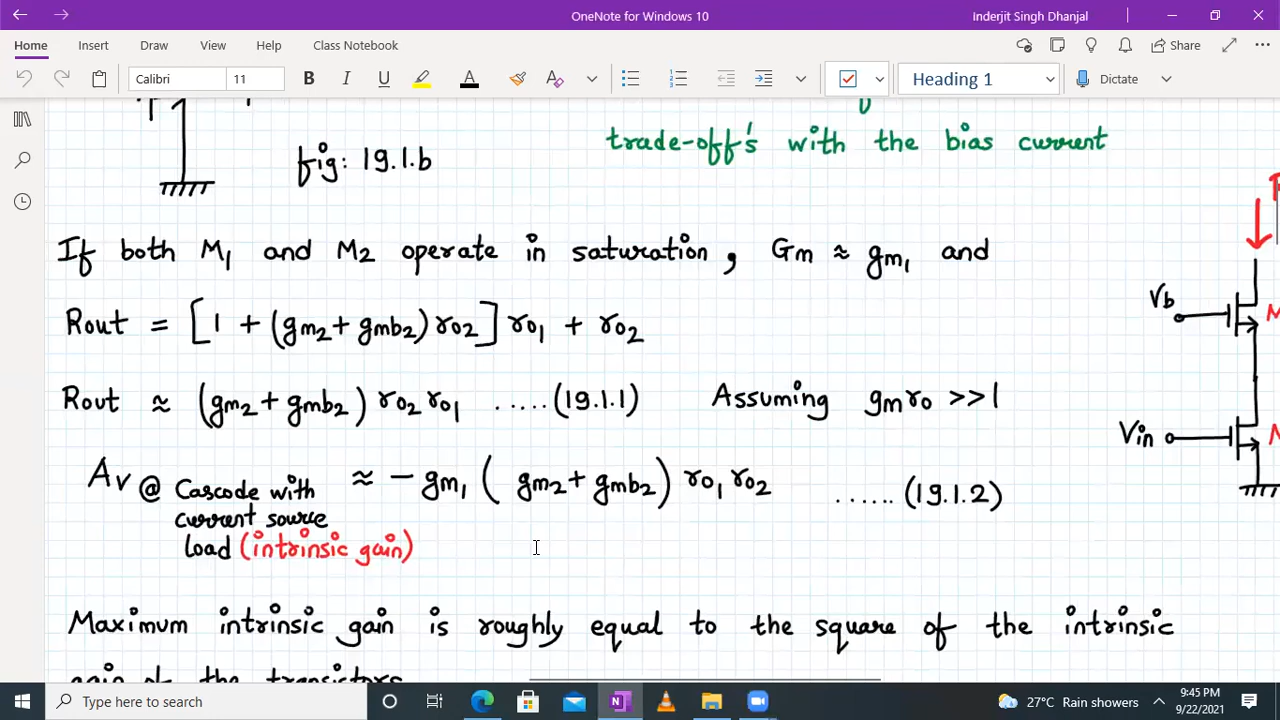 OneNote for Windows 10
Inderjit Singh Dhanjal
Home Insert Draw View Help Class Notebook
Share
Calibri 11 B I U A Heading 1 Dictate
trade-off's with the bias current
fig: 19.1.b
If both M1 and M2 operate in saturation, Gm ≈ gm1 and
Rout = [1 + (gm2 + gmb2) ro2] ro1 + ro2
Rout ≈ (gm2 + gmb2) ro2 ro1 .....(19.1.1) Assuming gmro >>1
Av @ Cascode with current source load (intrinsic gain) ≈ - gm1 (gm2 + gmb2) ro1 ro2 ......(19.1.2)
Vb
Vin
Maximum intrinsic gain is roughly equal to the square of the intrinsic
gain of the transistors
Type here to search
27°C Rain showers
9:45 PM
9/22/2021